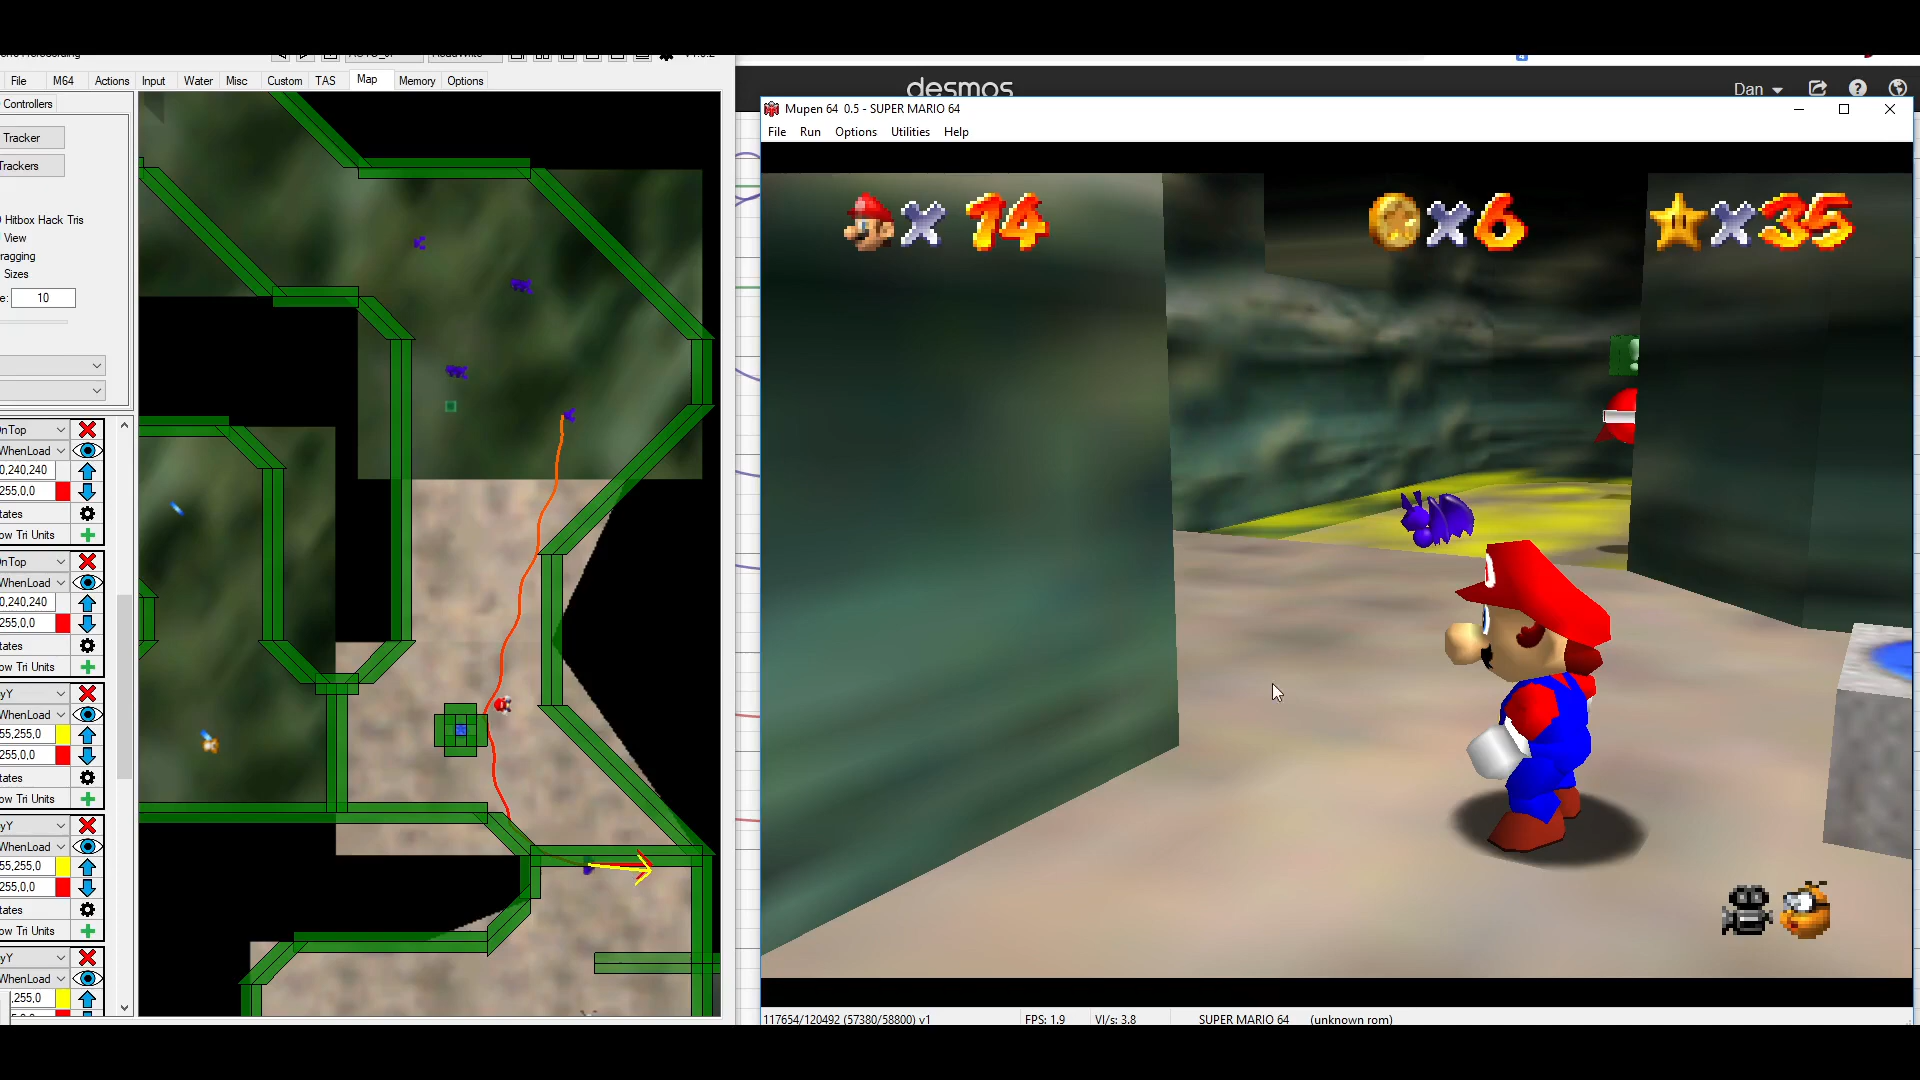 File M64 Actions Input Water Misc Custom TAS Map Memory Options
Controllers
Tracker
Trackers
Hitbox Hack Tris
View
ragging
Sizes
e: 10
nTop
WhenLoad
0,240,240
255,0,0
tates
ow Tri Units
nTop
WhenLoad
0,240,240
255,0,0
tates
ow Tri Units
yY
WhenLoad
55,255,0
255,0,0
tates
ow Tri Units
yY
WhenLoad
55,255,0
255,0,0
tates
ow Tri Units
yY
WhenLoad
,255,0
desmos
Dan
?
Mupen 64 0.5 - SUPER MARIO 64
File Run Options Utilities Help
x 14
x 6
x 35
117654/120492 (57380/58800) v1 FPS: 1.9 VI/s: 3.8 SUPER MARIO 64 (unknown rom)